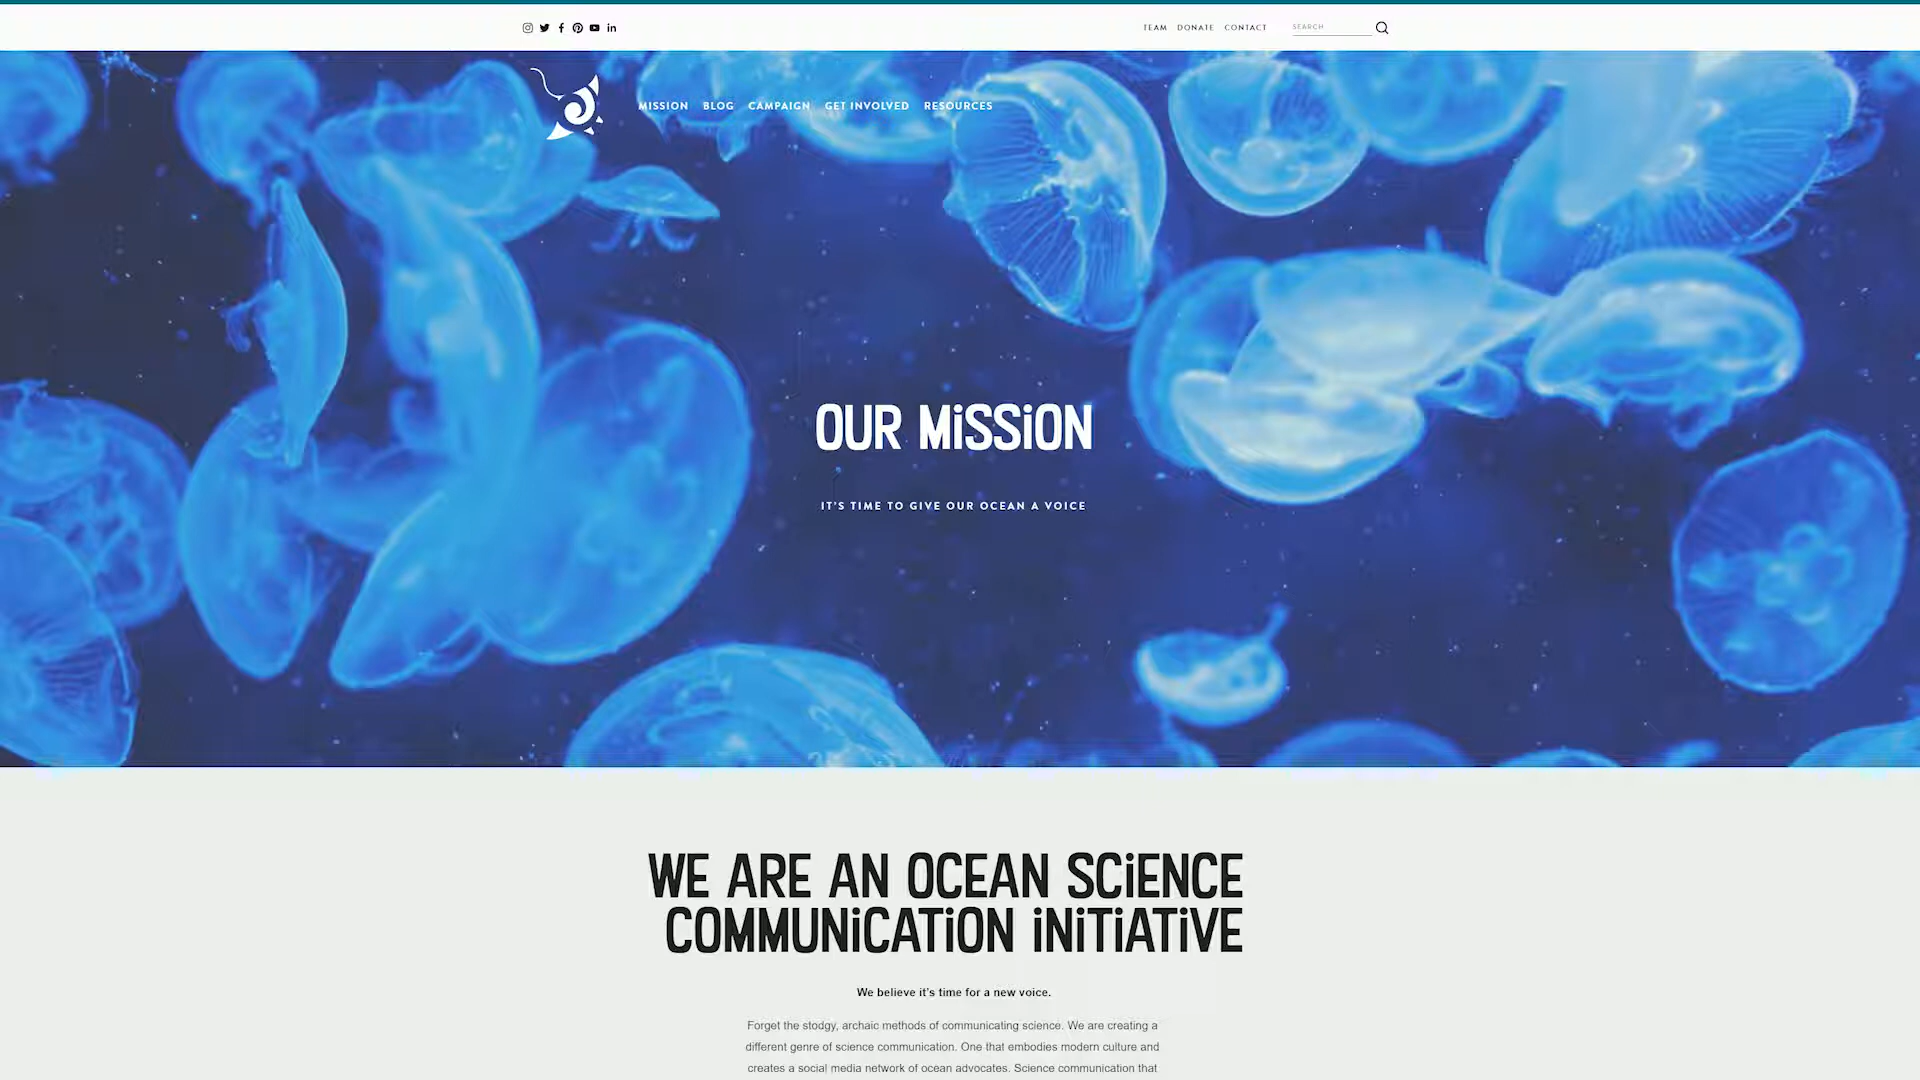 TEAM DONATE CONTACT SEARCH
MISSION BLOG CAMPAIGN GET INVOLVED RESOURCES
OUR MiSSiON
IT'S TIME TO GIVE OUR OCEAN A VOICE
WE ARE AN OCEAN SCiENCE
COMMUNiCATiON iNiTiATiVE
We believe it's time for a new voice.
Forget the stodgy, archaic methods of communicating science. We are creating a
different genre of science communication. One that embodies modern culture and
creates a social media network of ocean advocates. Science communication that